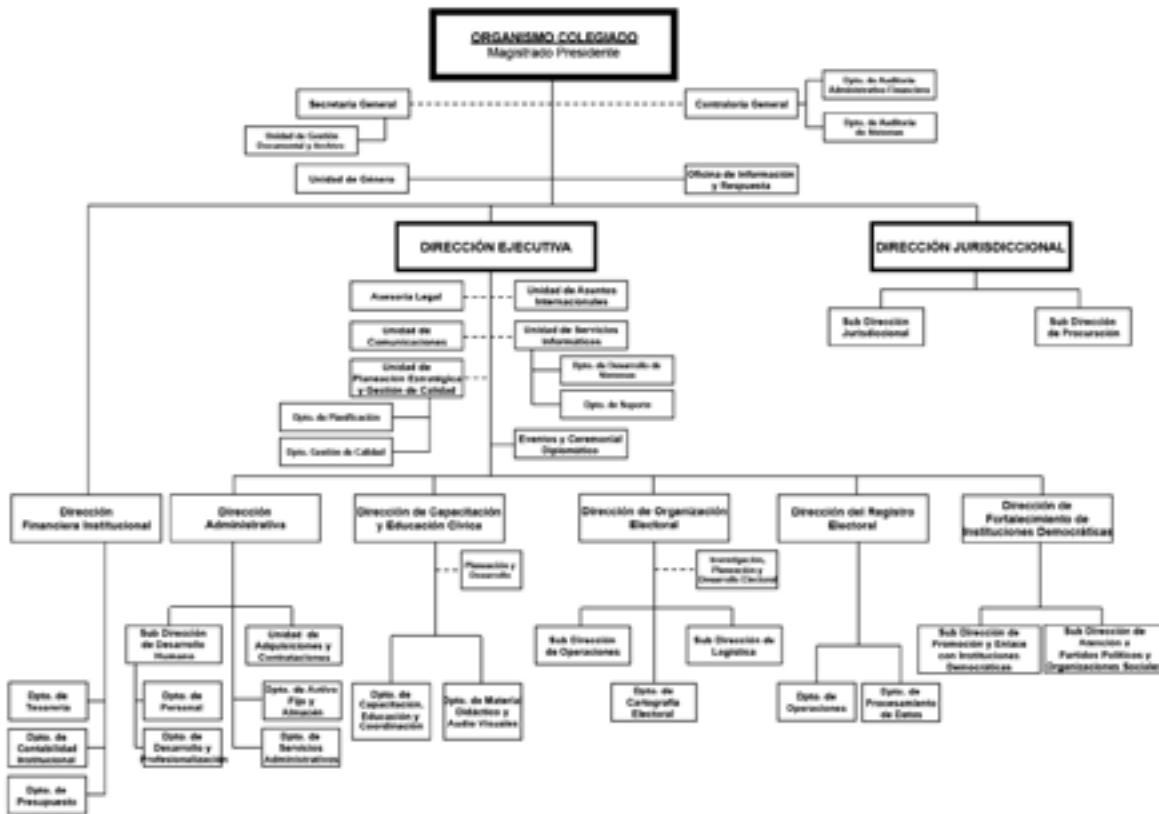 ORGANISMO COLEGIADO
Magistrado Presidente
Secretaría General
Contraloría General
Dpto. de Auditoría
Administrativa Financiera
Dpto. de Auditoría
de Sistemas
Unidad de Gestión
Documental y Archivo
Unidad de Género
Oficina de Información
y Respuesta
DIRECCIÓN EJECUTIVA
DIRECCIÓN JURISDICCIONAL
Asesoría Legal
Unidad de Asuntos
Internacionales
Unidad de
Comunicaciones
Unidad de Servicios
Informáticos
Sub Dirección
Jurisdiccional
Sub Dirección
de Procuración
Unidad de
Planeación Estratégica
y Gestión de Calidad
Dpto. de Desarrollo de
Sistemas
Dpto. de Soporte
Dpto. de Planificación
Dpto. Gestión de Calidad
Eventos y Ceremonial
Diplomático
Dirección
Financiera Institucional
Dirección
Administrativa
Dirección de Capacitación
y Educación Cívica
Dirección de Organización
Electoral
Dirección del Registro
Electoral
Dirección de
Fortalecimiento de
Instituciones Democráticas
Planeación y
Desarrollo
Investigación,
Planeación y
Desarrollo Electoral
Sub Dirección
de Desarrollo
Humano
Unidad de
Adquisiciones y
Contrataciones
Sub Dirección
de Operaciones
Sub Dirección de
Logística
Sub Dirección de
Promoción y Enlace
con Instituciones
Democráticas
Sub Dirección de
Atención a
Partidos Políticos y
Organizaciones Sociales
Dpto. de
Tesorería
Dpto. de
Personal
Dpto. de Activo
Fijo y
Almacén
Dpto. de
Capacitación,
Educación y
Coordinación
Dpto. de Material
Didáctico y
Audio Visuales
Dpto. de
Cartografía
Electoral
Dpto. de
Operaciones
Dpto. de
Procesamiento
de Datos
Dpto. de
Contabilidad
Institucional
Dpto. de
Desarrollo y
Profesionalización
Dpto. de
Servicios
Administrativos
Dpto. de
Presupuesto